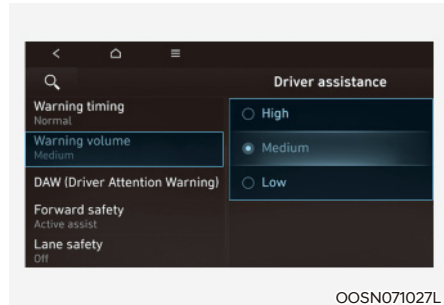 Driver assistance
Warning timing
Normal
Warning volume
Medium
DAW (Driver Attention Warning)
Forward safety
Active assist
Lane safety
Off
High
Medium
Low
OOSN071027L